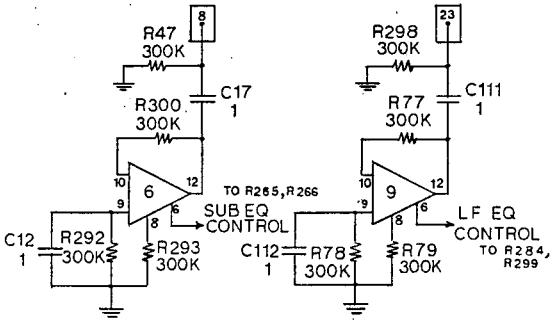 8
R47
300K
C17
1
R300
300K
10
6
12
9
6
8
TO R265,R266
SUB EQ
CONTROL
C12
1
R292
300K
R293
300K
23
R298
300K
C111
1
R77
300K
10
9
12
9
6
8
LF EQ
CONTROL
TO R284,
R299
C112
1
R78
300K
R79
300K